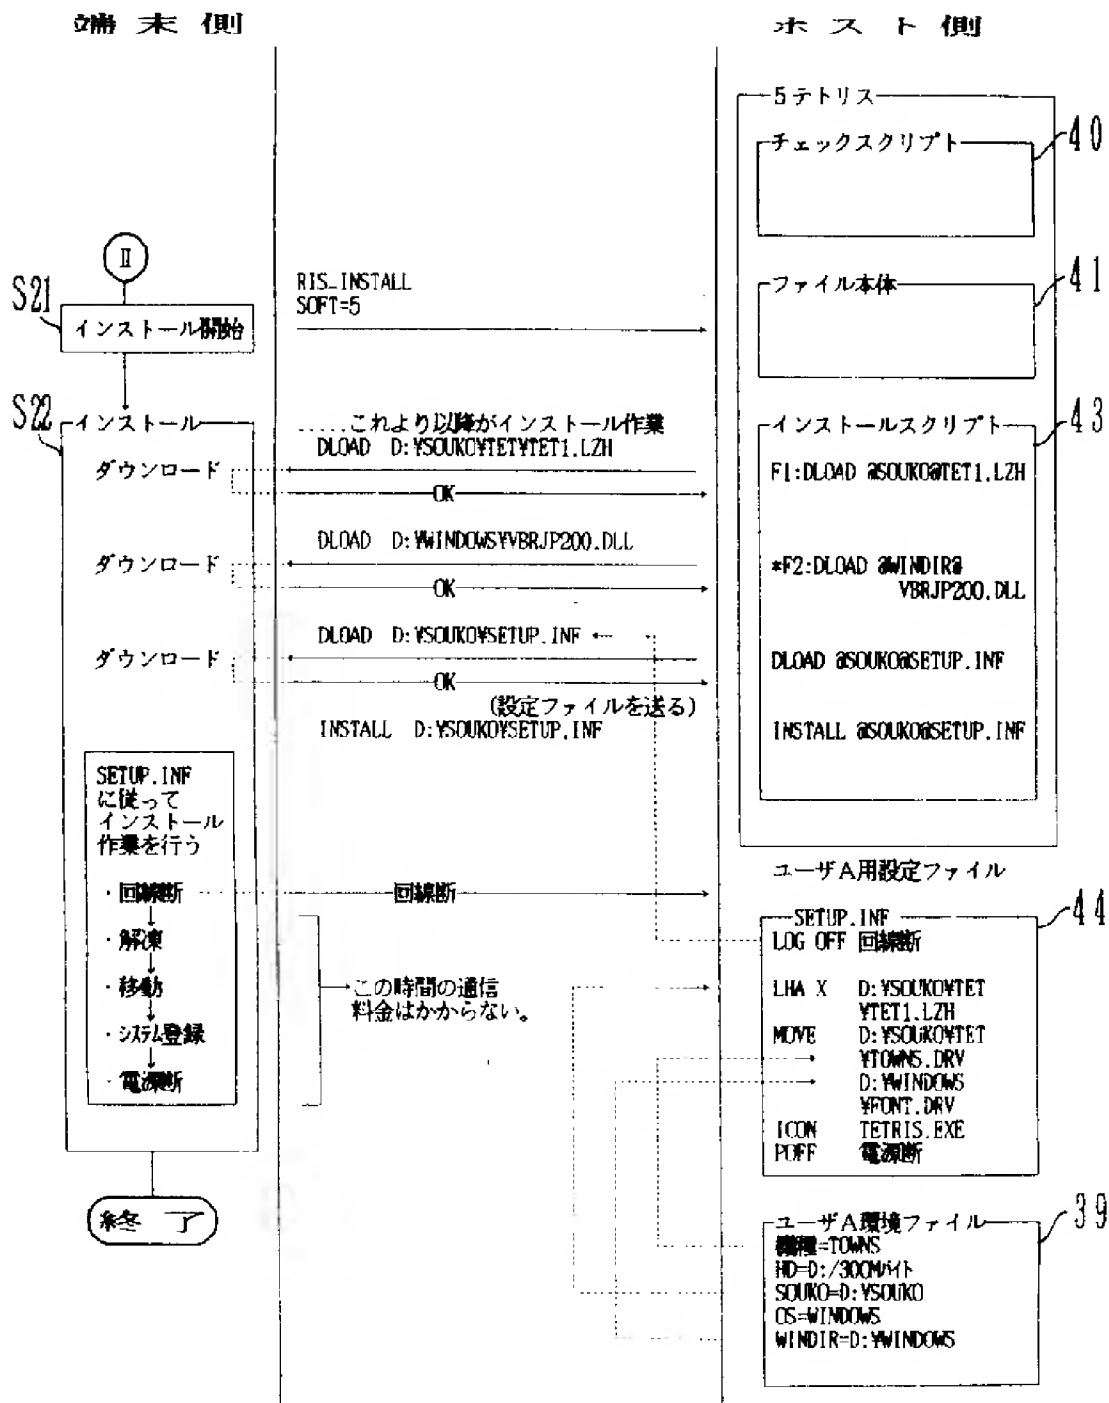 端末側
ホスト側
5テトリス
チェックスクリプト
40
ファイル本体
41
Ⅱ
S21
インストール開始
RIS_INSTALL
SOFT=5
S22
インストール
.....これより以降がインストール作業
DLOAD D:¥SOUKO¥TET¥TET1.LZH
ダウンロード
OK
DLOAD D:¥WINDOWS¥VBRJP200.DLL
ダウンロード
OK
DLOAD D:¥SOUKO¥SETUP.INF
ダウンロード
OK
(設定ファイルを送る)
INSTALL D:¥SOUKO¥SETUP.INF
インストールスクリプト
43
F1:DLOAD @SOUKO@TET1.LZH
*F2:DLOAD @WINDIR@
VBRJP200.DLL
DLOAD @SOUKO@SETUP.INF
INSTALL @SOUKO@SETUP.INF
SETUP.INF
に従って
インストール
作業を行う
・回線断
回線断
・解凍
・移動
・システム登録
・電源断
この時間の通信
料金はかからない。
終了
ユーザA用設定ファイル
SETUP.INF
44
LOG OFF 回線断
LHA X D:¥SOUKO¥TET
¥TET1.LZH
MOVE D:¥SOUKO¥TET
¥TOWNS.DRV
D:¥WINDOWS
¥FONT.DRV
ICON TETRIS.EXE
POFF 電源断
ユーザA環境ファイル
39
機種=TOWNS
HD=D:/300Mバイト
SOUKO=D:¥SOUKO
OS=WINDOWS
WINDIR=D:¥WINDOWS